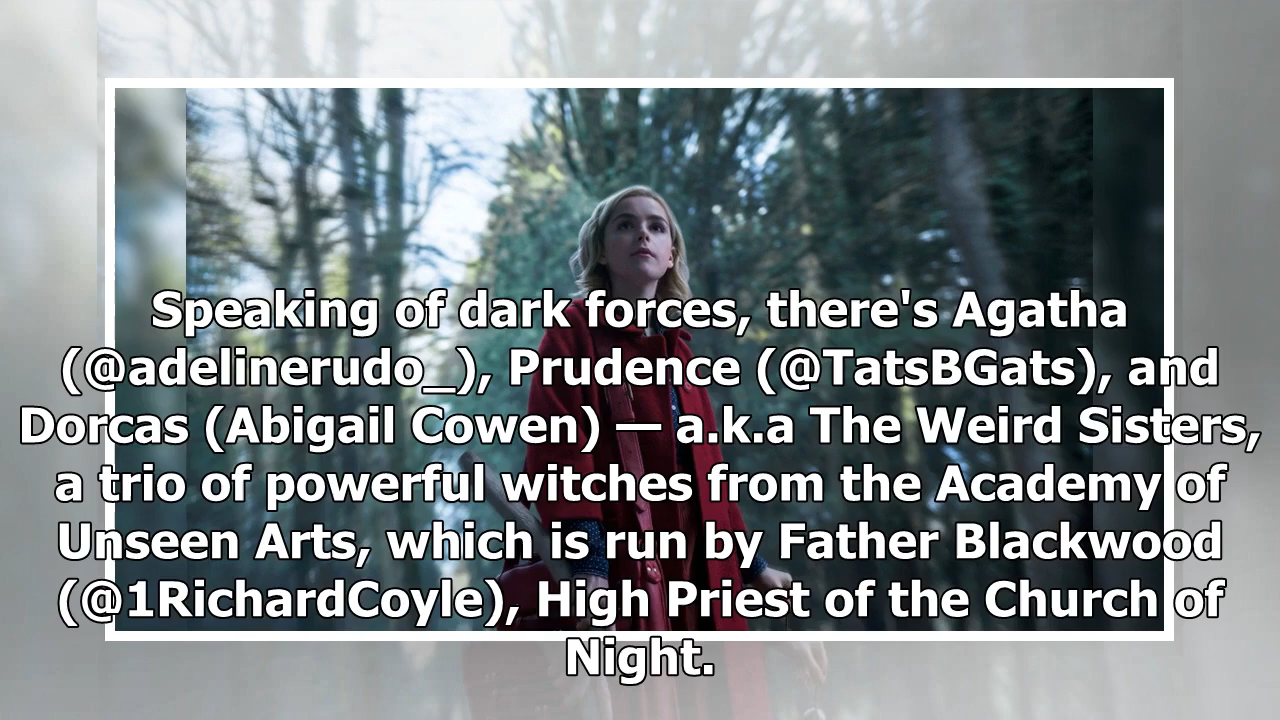 Speaking of dark forces, there's Agatha
(@adelinerudo_), Prudence (@TatsBGats), and
Dorcas (Abigail Cowen) — a.k.a The Weird Sisters,
a trio of powerful witches from the Academy of
Unseen Arts, which is run by Father Blackwood
(@1RichardCoyle), High Priest of the Church of
Night.